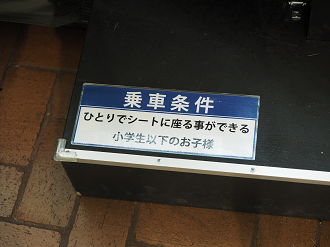 乗車条件
ひとりでシートに座る事ができる
小学生以下のお子様